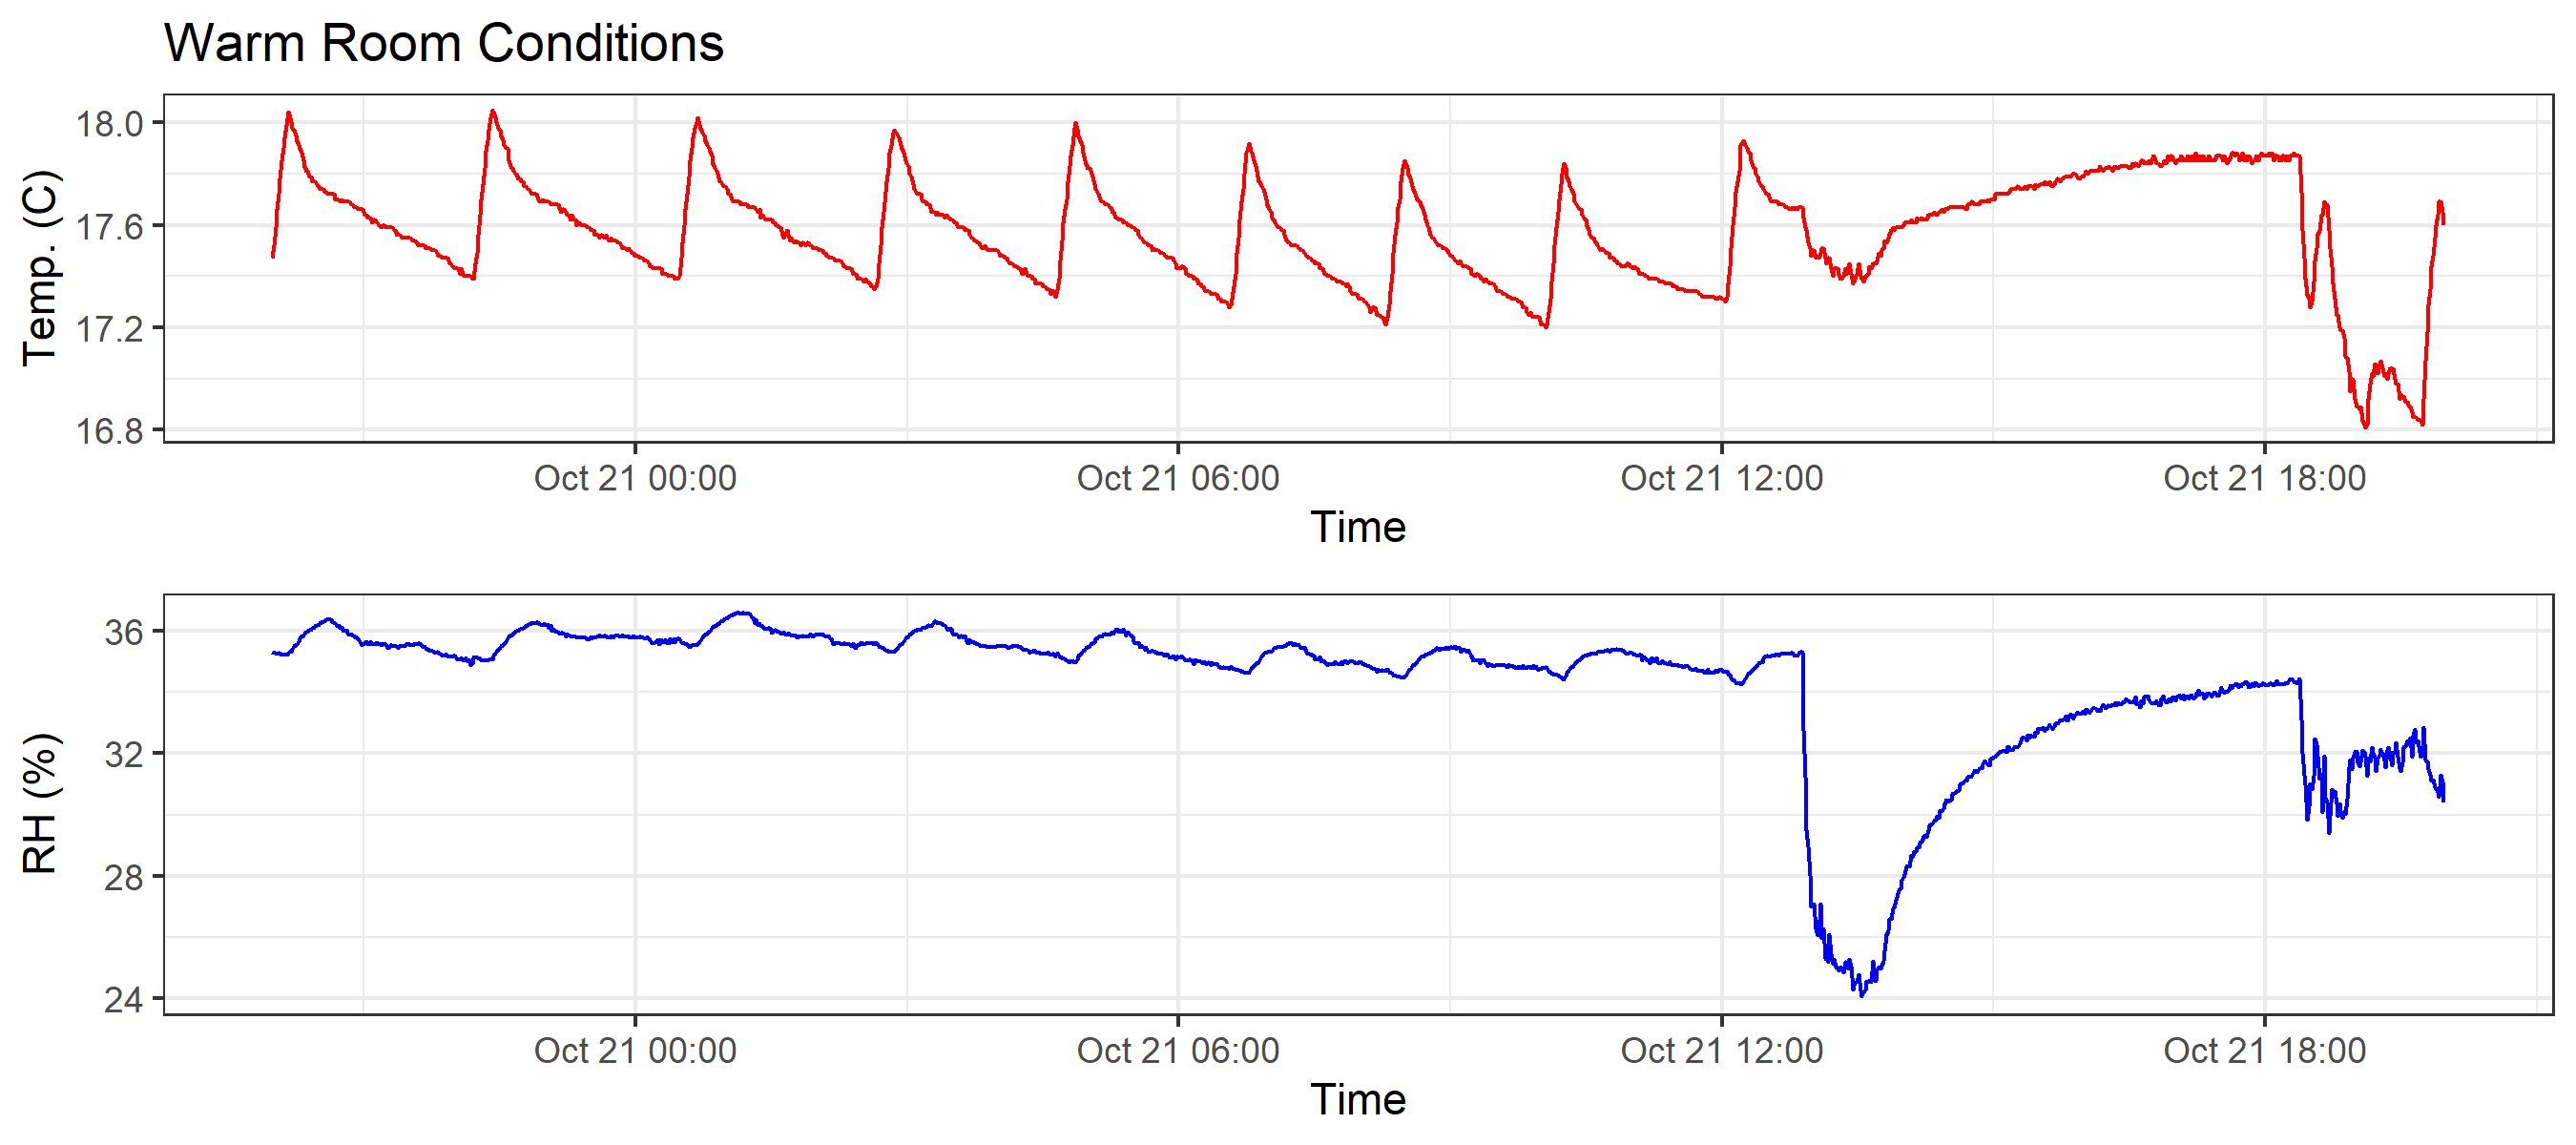 Warm Room Conditions
Temp. (C)
18.0
17.6
17.2
16.8
Oct 21 00:00 Oct 21 06:00 Oct 21 12:00 Oct 21 18:00
Time
RH (%)
36
32
28
24
Oct 21 00:00 Oct 21 06:00 Oct 21 12:00 Oct 21 18:00
Time